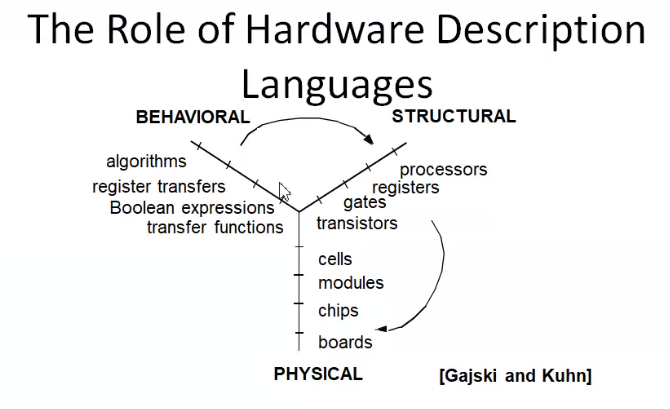 The Role of Hardware Description
Languages
BEHAVIORAL
STRUCTURAL
algorithms
register transfers
Boolean expressions
transfer functions
processors
registers
gates
transistors
cells
modules
chips
boards
PHYSICAL
[Gajski and Kuhn]